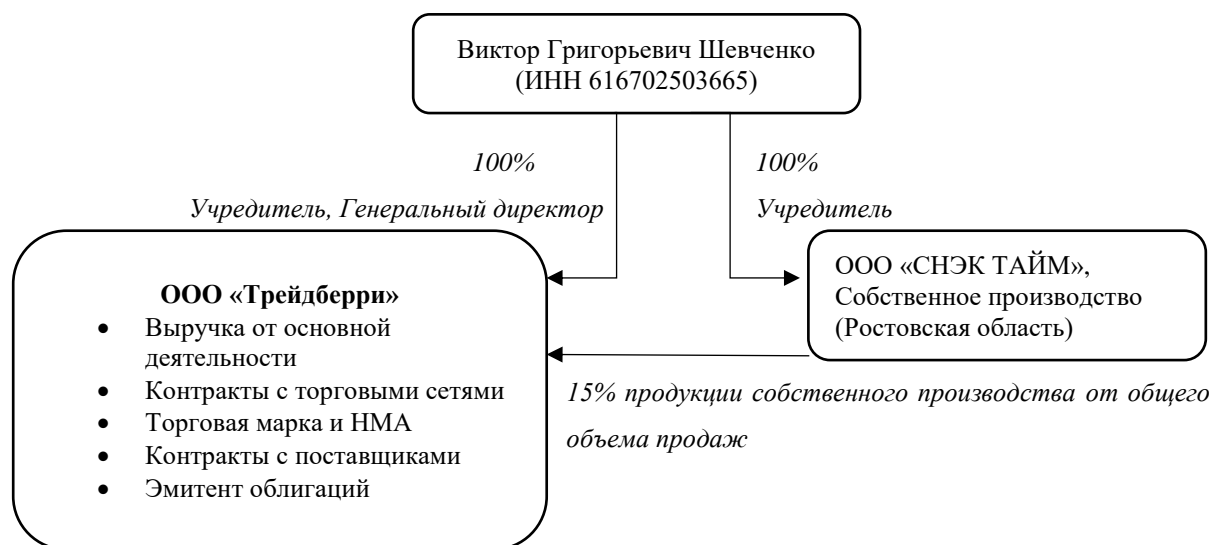 Виктор Григорьевич Шевченко
(ИНН 616702503665)
100%
Учредитель, Генеральный директор
100%
Учредитель
ООО «Трейдберри»
• Выручка от основной
деятельности
• Контракты с торговыми сетями
• Торговая марка и НМА
• Контракты с поставщиками
• Эмитент облигаций
ООО «СНЭК ТАЙМ»,
Собственное производство
(Ростовская область)
15% продукции собственного производства от общего
объема продаж